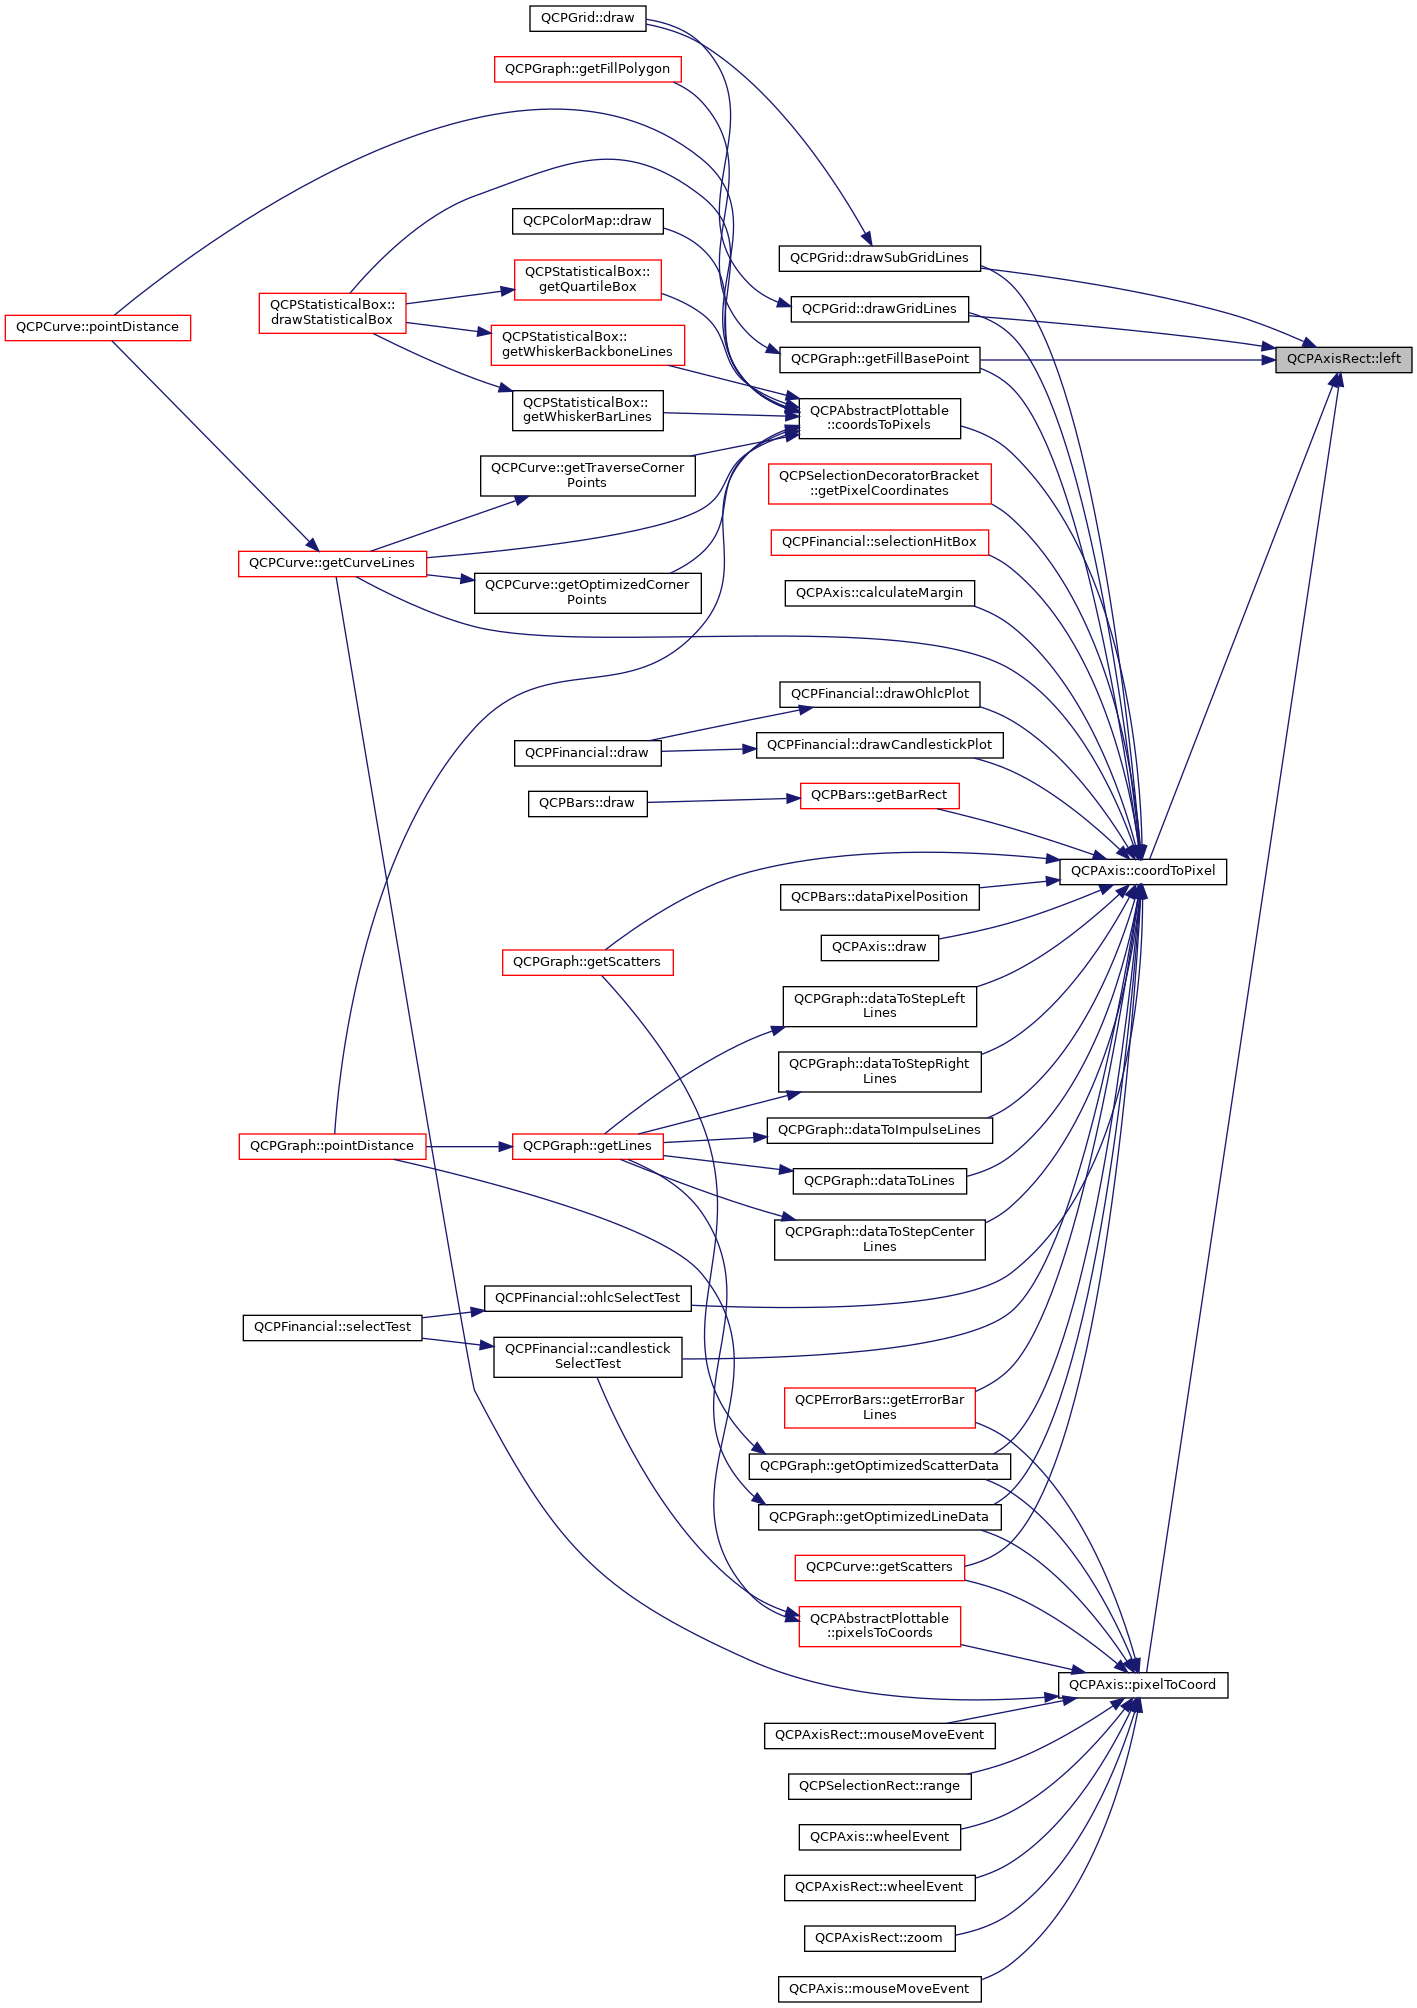 QCPGrid::draw
QCPGraph::getFillPolygon
QCPColorMap::draw
QCPGrid::drawSubGridLines
QCPStatisticalBox::
getQuartileBox
QCPStatisticalBox::
drawStatisticalBox
QCPGrid::drawGridLines
QCPCurve::pointDistance
QCPStatisticalBox::
getWhiskerBackboneLines
QCPGraph::getFillBasePoint
QCPAxisRect::left
QCPStatisticalBox::
getWhiskerBarLines
QCPAbstractPlottable
::coordsToPixels
QCPCurve::getTraverseCorner
Points
QCPSelectionDecoratorBracket
::getPixelCoordinates
QCPFinancial::selectionHitBox
QCPCurve::getCurveLines
QCPCurve::getOptimizedCorner
Points
QCPAxis::calculateMargin
QCPFinancial::drawOhlcPlot
QCPFinancial::draw
QCPFinancial::drawCandlestickPlot
QCPBars::draw
QCPBars::getBarRect
QCPAxis::coordToPixel
QCPBars::dataPixelPosition
QCPAxis::draw
QCPGraph::getScatters
QCPGraph::dataToStepLeft
Lines
QCPGraph::dataToStepRight
Lines
QCPGraph::dataToImpulseLines
QCPGraph::pointDistance
QCPGraph::getLines
QCPGraph::dataToLines
QCPGraph::dataToStepCenter
Lines
QCPFinancial::ohlcSelectTest
QCPFinancial::selectTest
QCPFinancial::candlestick
SelectTest
QCPErrorBars::getErrorBar
Lines
QCPGraph::getOptimizedScatterData
QCPGraph::getOptimizedLineData
QCPCurve::getScatters
QCPAbstractPlottable
::pixelsToCoords
QCPAxis::pixelToCoord
QCPAxisRect::mouseMoveEvent
QCPSelectionRect::range
QCPAxis::wheelEvent
QCPAxisRect::wheelEvent
QCPAxisRect::zoom
QCPAxis::mouseMoveEvent